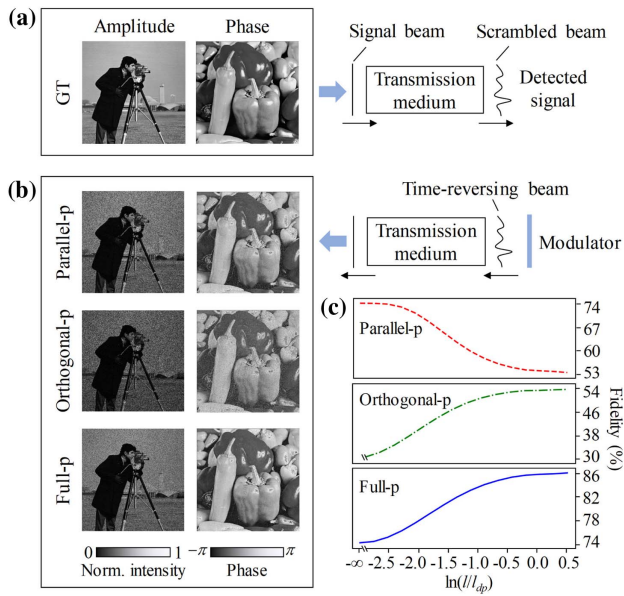 (a)
Amplitude
Phase
GT
Signal beam
Scrambled beam
Transmission
medium
Detected
signal
(b)
Parallel-p
Orthogonal-p
Full-p
0
1
Norm. intensity
−π
π
Phase
Time-reversing beam
Transmission
medium
Modulator
(c)
Parallel-p
74
67
60
53
Orthogonal-p
54
46
38
30
Full-p
86
82
78
74
Fidelity (%)
-∞ -2.5 -2.0 -1.5 -1.0 -0.5 0.0 0.5
ln(l/ldp)